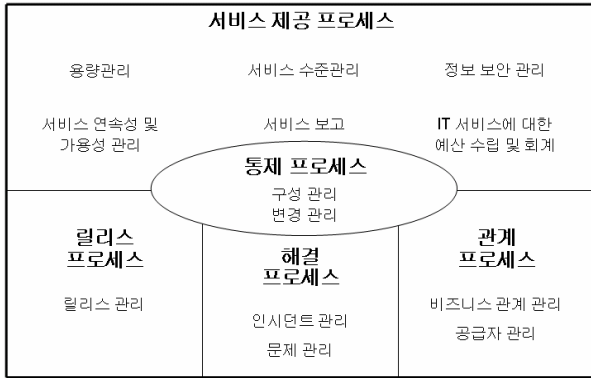 서비스 제공 프로세스
용량관리
서비스 수준관리
정보 보안 관리
서비스 연속성 및
가용성 관리
서비스 보고
IT 서비스에 대한
예산 수립 및 회계
통제 프로세스
구성 관리
변경 관리
릴리스
프로세스
릴리스 관리
해결
프로세스
인시던트 관리
문제 관리
관계
프로세스
비즈니스 관계 관리
공급자 관리